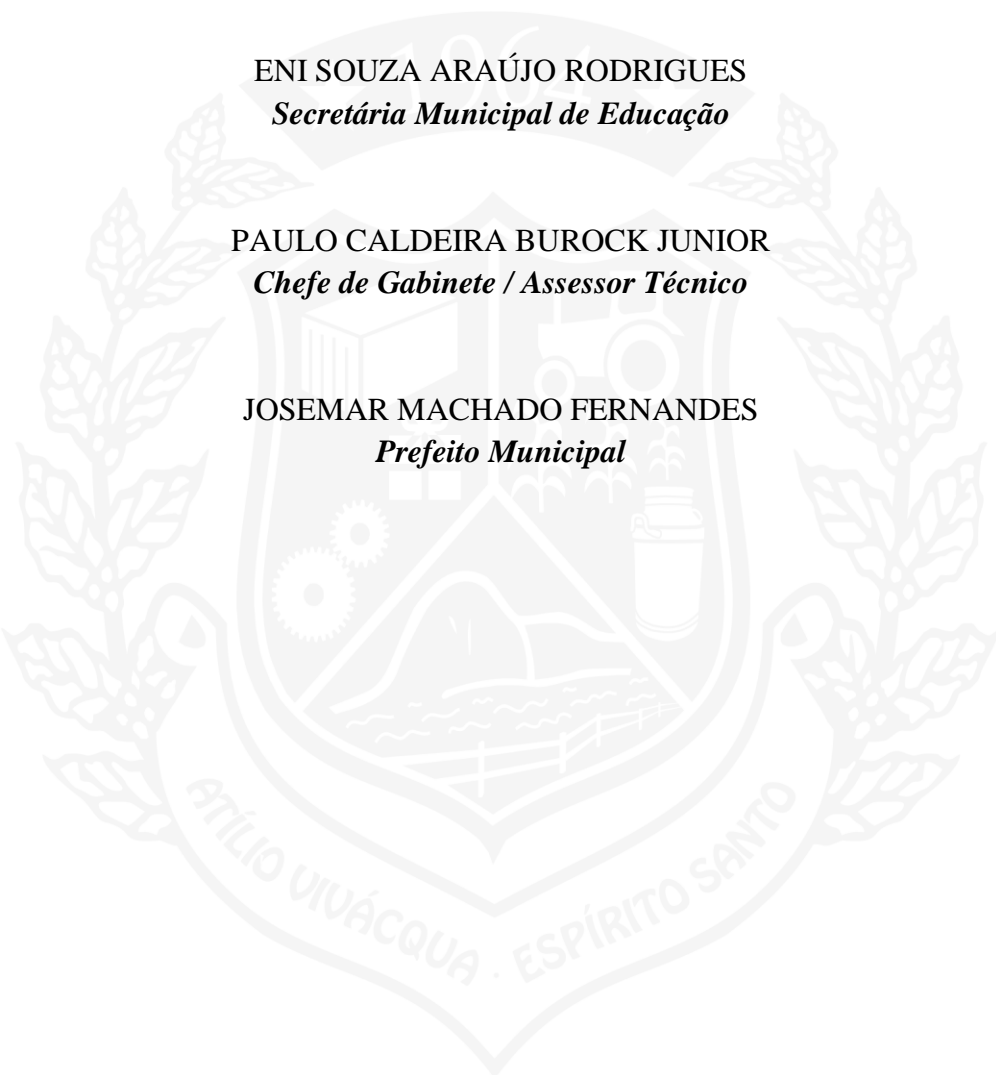 1964
ENI SOUZA ARAÚJO RODRIGUES
Secretária Municipal de Educação
PAULO CALDEIRA BUROCK JUNIOR
Chefe de Gabinete / Assessor Técnico
JOSEMAR MACHADO FERNANDES
Prefeito Municipal
ATÍLIO VIVÁCQUA . ESPÍRITO SANTO